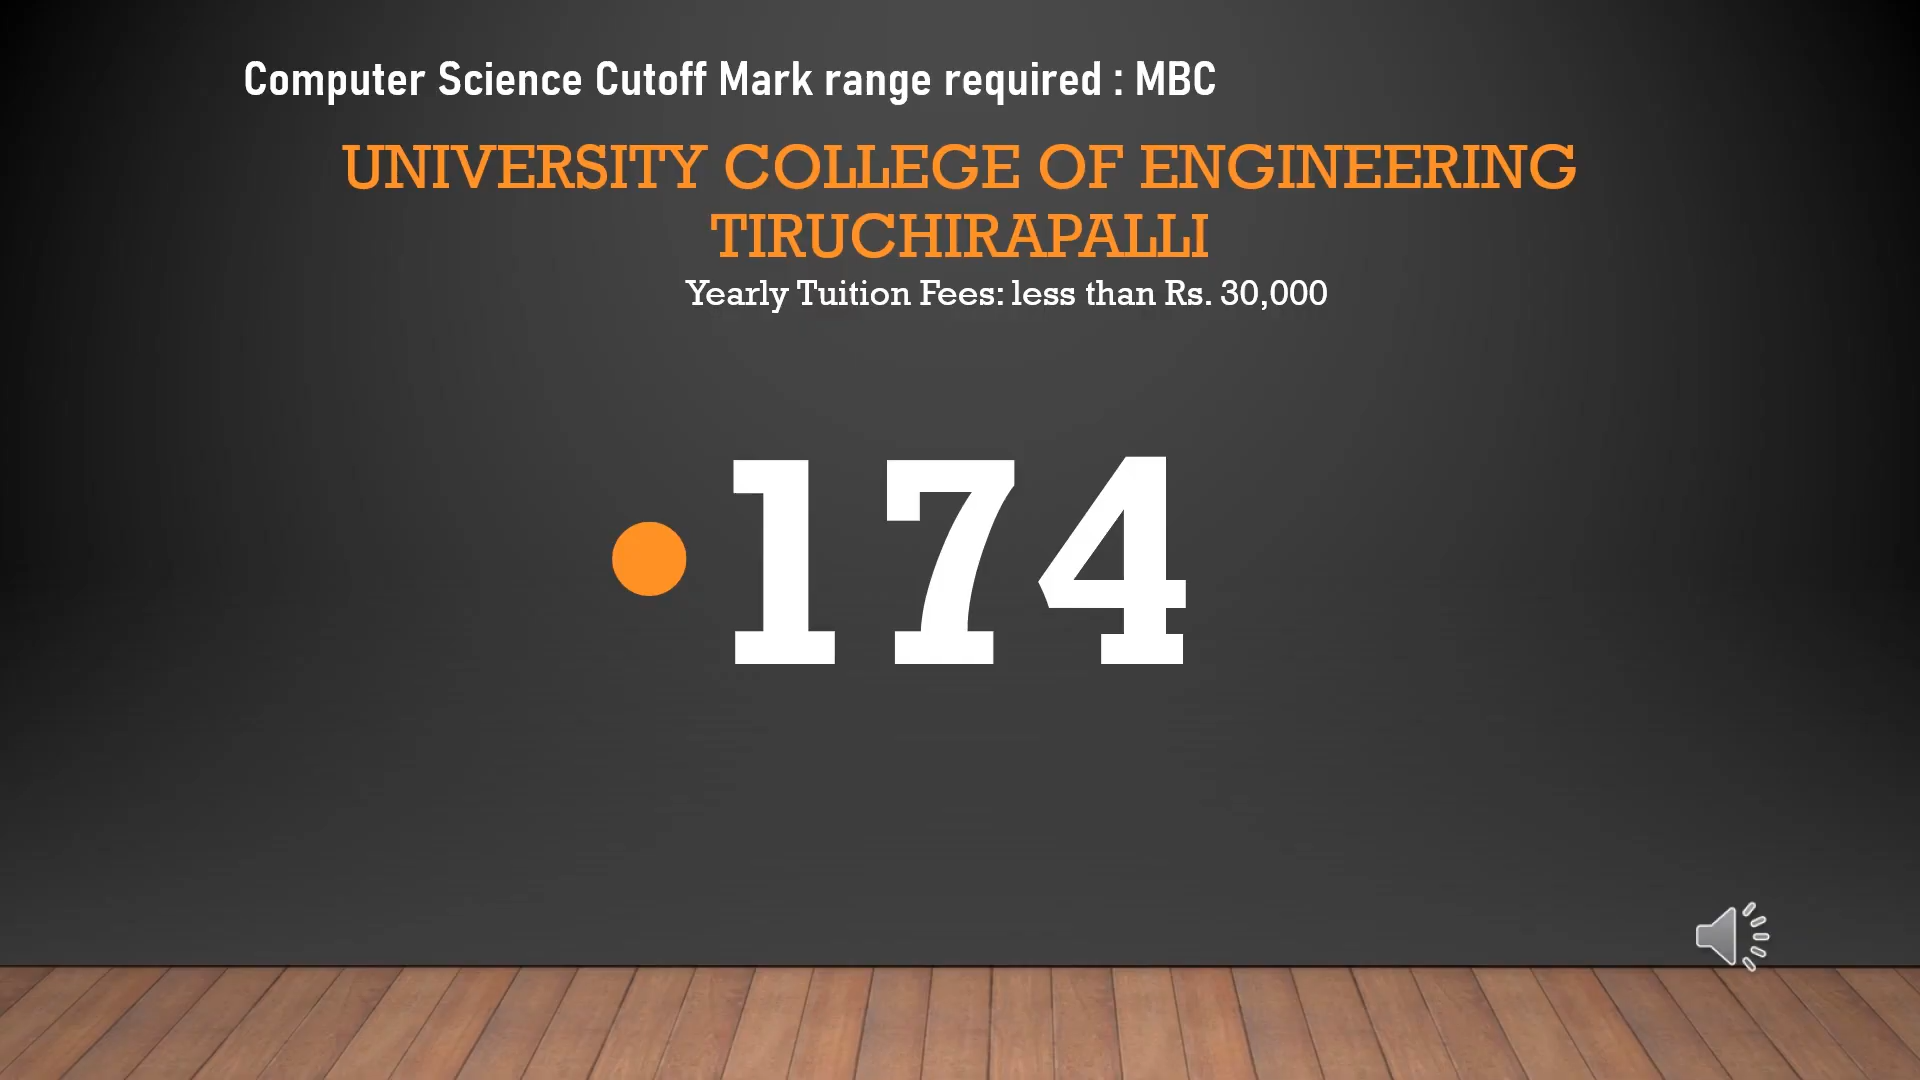 Computer Science Cutoff Mark range required : MBC
UNIVERSITY COLLEGE OF ENGINEERING
TIRUCHIRAPALLI
Yearly Tuition Fees: less than Rs. 30,000
•174